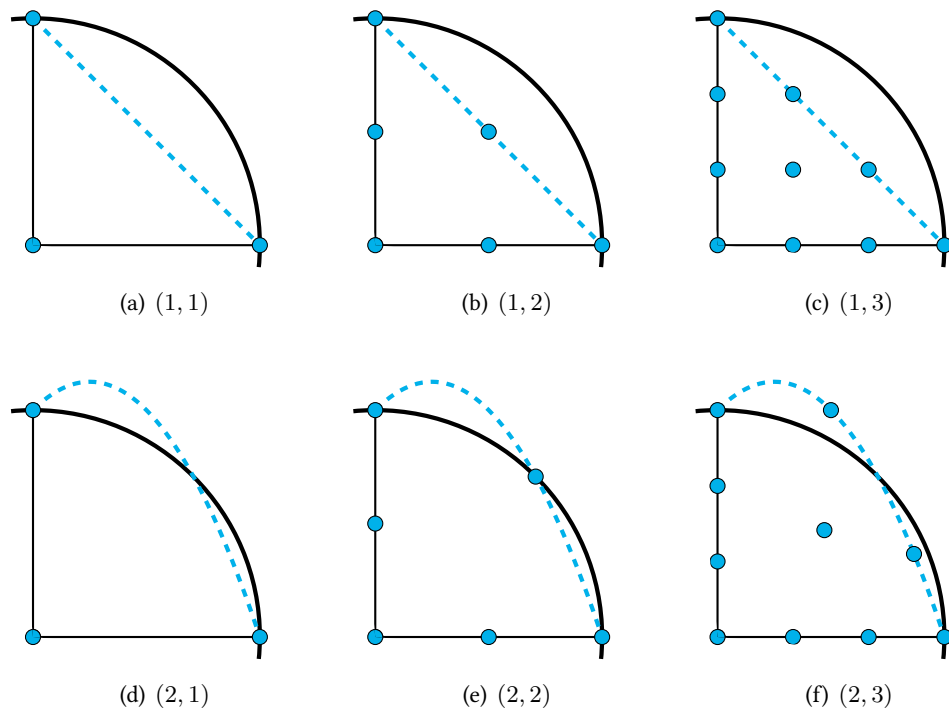 (a) (1, 1)
(b) (1, 2)
(c) (1, 3)
(d) (2, 1)
(e) (2, 2)
(f) (2, 3)